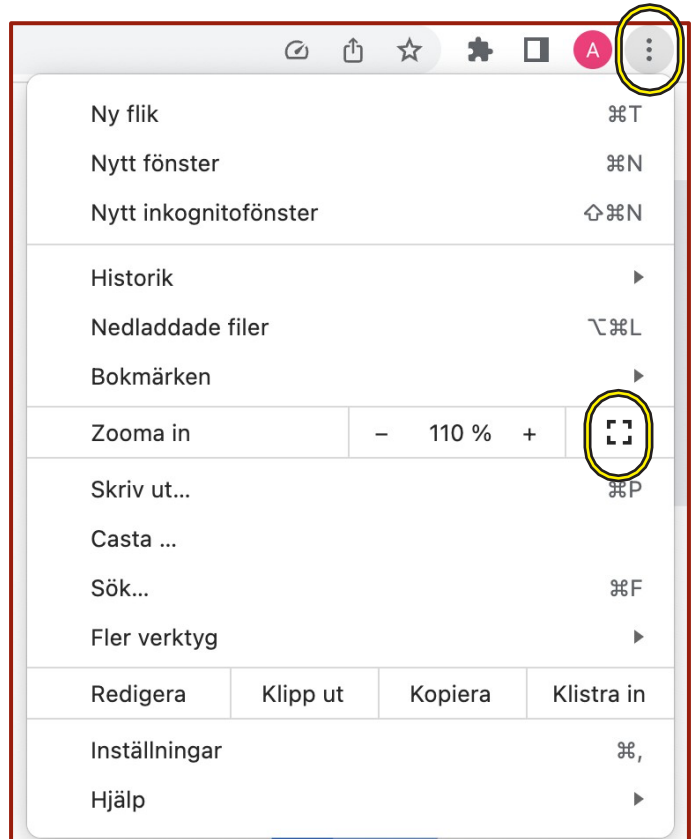 A
Ny flik ⌘T
Nytt fönster ⌘N
Nytt inkognitofönster ⇧⌘N
Historik
Nedladdade filer ⌥⌘L
Bokmärken
Zooma in – 110 % +
Skriv ut... ⌘P
Casta ...
Sök... ⌘F
Fler verktyg
Redigera Klipp ut Kopiera Klistra in
Inställningar ⌘,
Hjälp